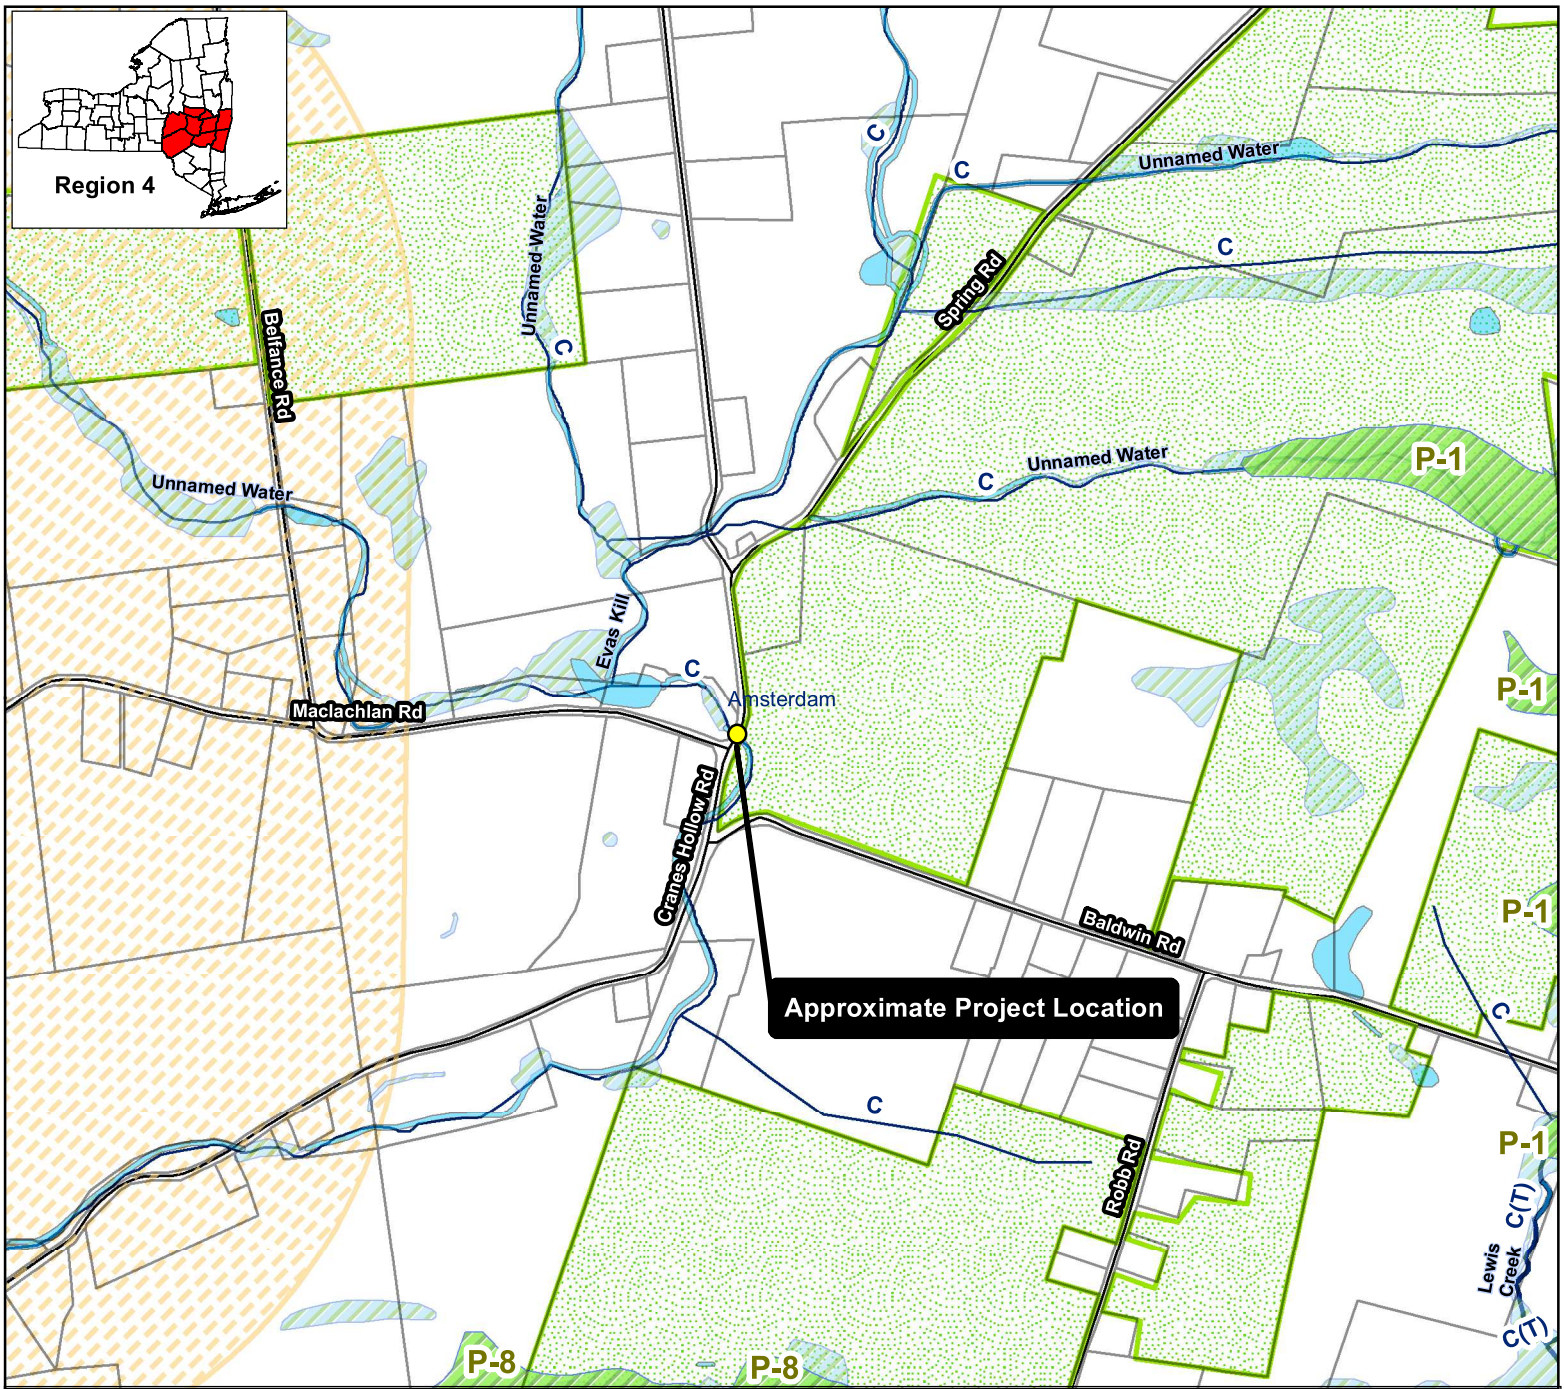 Region 4
C
C
Unnamed Water
C
Unnamed Water
Spring Rd
Belfance Rd
C
Unnamed Water
C
P-1
Unnamed Water
Evas Kill
C
P-1
Amsterdam
Maclachlan Rd
Cranes Hollow Rd
P-1
Baldwin Rd
Approximate Project Location
C
C
P-1
Robb Rd
C(T)
Lewis
Creek
C(T)
P-8
P-8